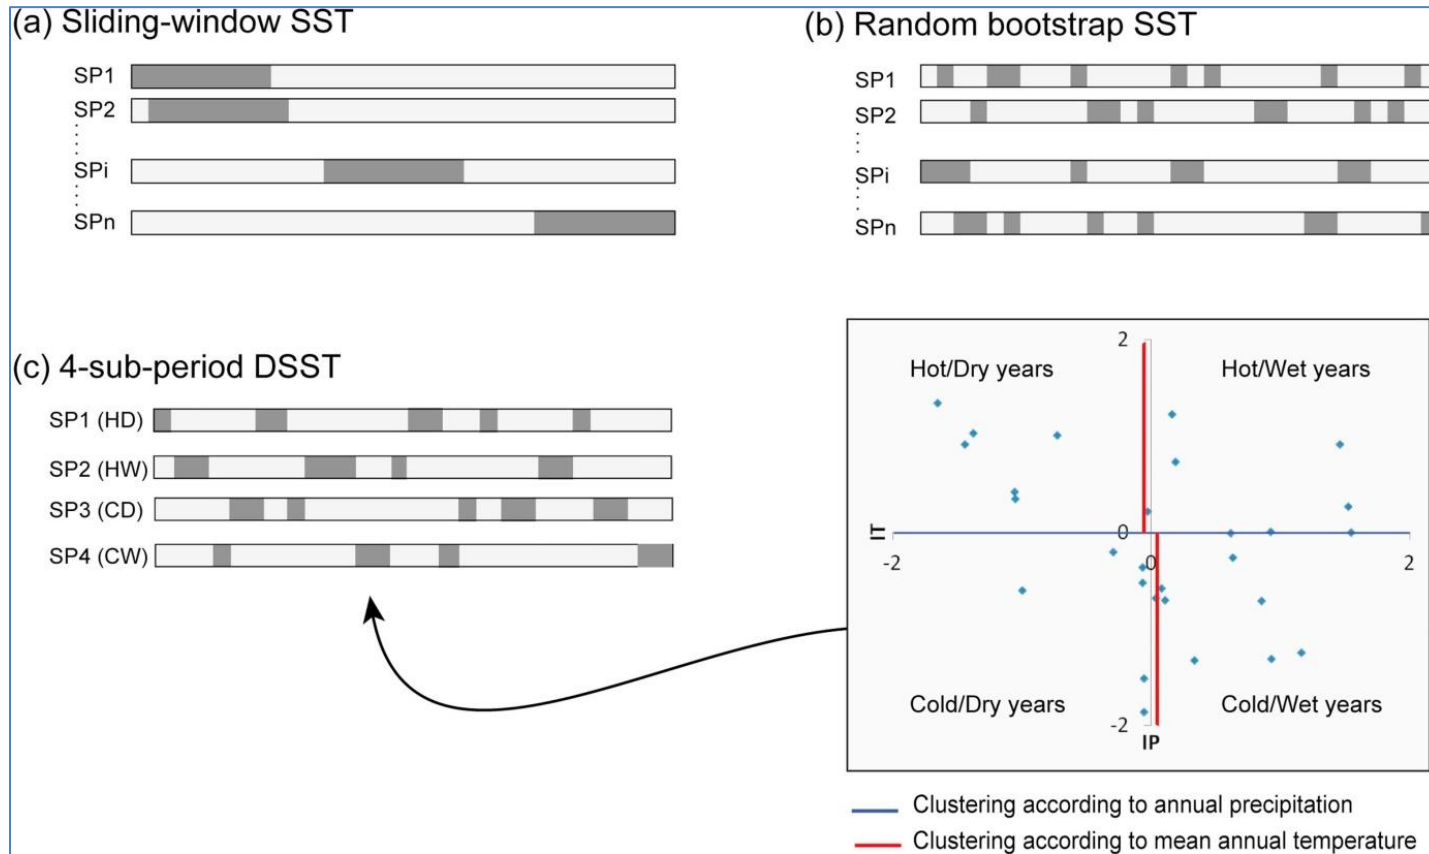 (a) Sliding-window SST
SP1
SP2
SPi
SPn
(b) Random bootstrap SST
SP1
SP2
SPi
SPn
(c) 4-sub-period DSST
SP1 (HD)
SP2 (HW)
SP3 (CD)
SP4 (CW)
2
Hot/Dry years
Hot/Wet years
IT
0
-2
0
2
Cold/Dry years
Cold/Wet years
-2
IP
Clustering according to annual precipitation
Clustering according to mean annual temperature